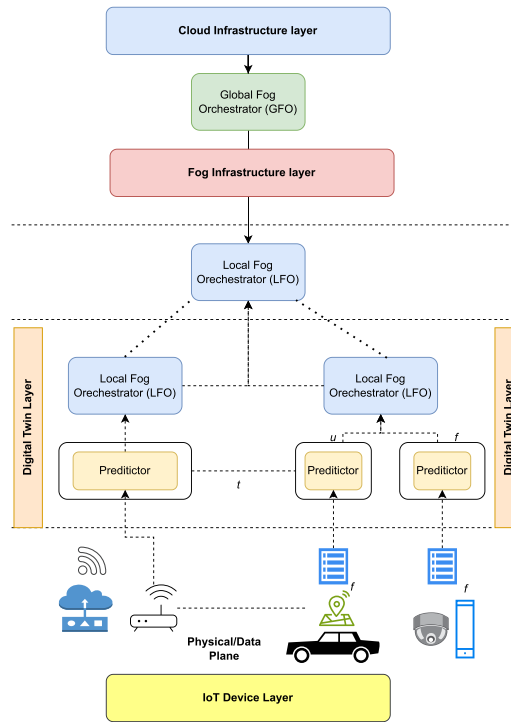 Cloud Infrastructure layer
Global Fog
Orchestrator (GFO)
Fog Infrastructure layer
Local Fog
Orechestrator (LFO)
Digital Twin Layer
Local Fog
Orechestrator (LFO)
Local Fog
Orechestrator (LFO)
Digital Twin Layer
u
f
Preditictor
Preditictor
Preditictor
t
f
f
Physical/Data
Plane
IoT Device Layer